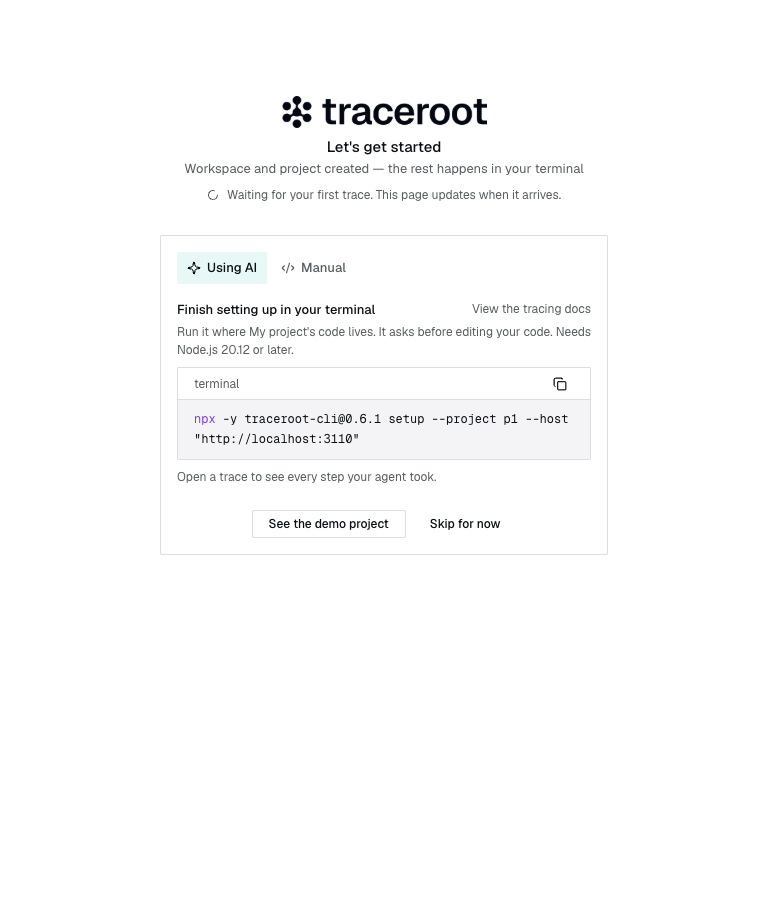 traceroot
Let's get started
Workspace and project created — the rest happens in your terminal
Waiting for your first trace. This page updates when it arrives.
Using AI
Manual
Finish setting up in your terminal
View the tracing docs
Run it where My project's code lives. It asks before editing your code. Needs
Node.js 20.12 or later.
terminal
npx -y traceroot-cli@0.6.1 setup --project p1 --host
"http://localhost:3110"
Open a trace to see every step your agent took.
See the demo project
Skip for now